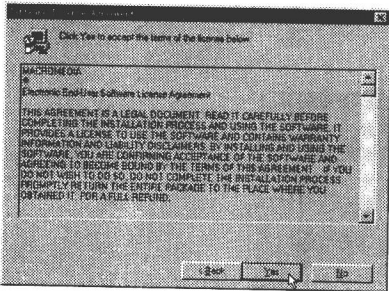 Click Yes to accept the terms of the license below.
MACROMEDIA
®
Electronic End-User Software License Agreement
THIS AGREEMENT IS A LEGAL DOCUMENT. READ IT CAREFULLY BEFORE
COMPLETING THE INSTALLATION PROCESS AND USING THE SOFTWARE. IT
PROVIDES A LICENSE TO USE THE SOFTWARE AND CONTAINS WARRANTY
INFORMATION AND LIABILITY DISCLAIMERS. BY INSTALLING AND USING THE
SOFTWARE, YOU ARE CONFIRMING ACCEPTANCE OF THE SOFTWARE AND
AGREEING TO BECOME BOUND BY THE TERMS OF THIS AGREEMENT. IF YOU
DO NOT WISH TO DO SO, DO NOT COMPLETE THE INSTALLATION PROCESS.
PROMPTLY RETURN THE ENTIRE PACKAGE TO THE PLACE WHERE YOU
OBTAINED IT FOR A FULL REFUND.
< Back Yes No